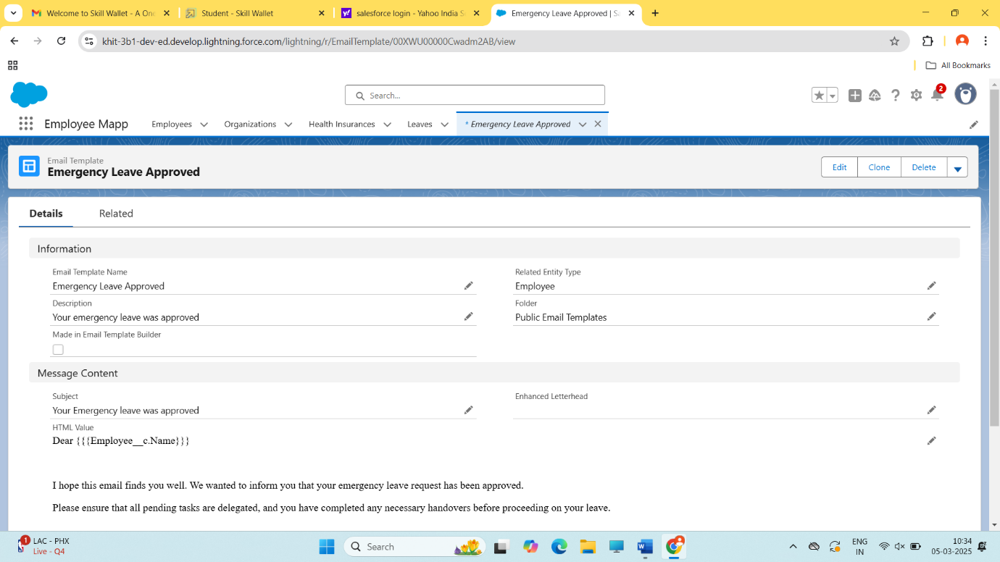 Welcome to Skill Wallet - A One
Student - Skill Wallet
salesforce login - Yahoo India S
Emergency Leave Approved | Sa
khit-3b1-dev-ed.develop.lightning.force.com/lightning/r/EmailTemplate/00XWU00000Cwadm2AB/view
All Bookmarks
Search...
2
Employee Mapp
Employees
Organizations
Health Insurances
Leaves
* Emergency Leave Approved
Email Template
Emergency Leave Approved
Edit
Clone
Delete
Details
Related
Information
Email Template Name
Emergency Leave Approved
Related Entity Type
Employee
Description
Your emergency leave was approved
Folder
Public Email Templates
Made in Email Template Builder
Message Content
Subject
Your Emergency leave was approved
Enhanced Letterhead
HTML Value
Dear {{{Employee__c.Name}}}
I hope this email finds you well. We wanted to inform you that your emergency leave request has been approved.
Please ensure that all pending tasks are delegated, and you have completed any necessary handovers before proceeding on your leave.
1
LAC - PHX
Live - Q4
Search
ENG
IN
10:34
05-03-2025